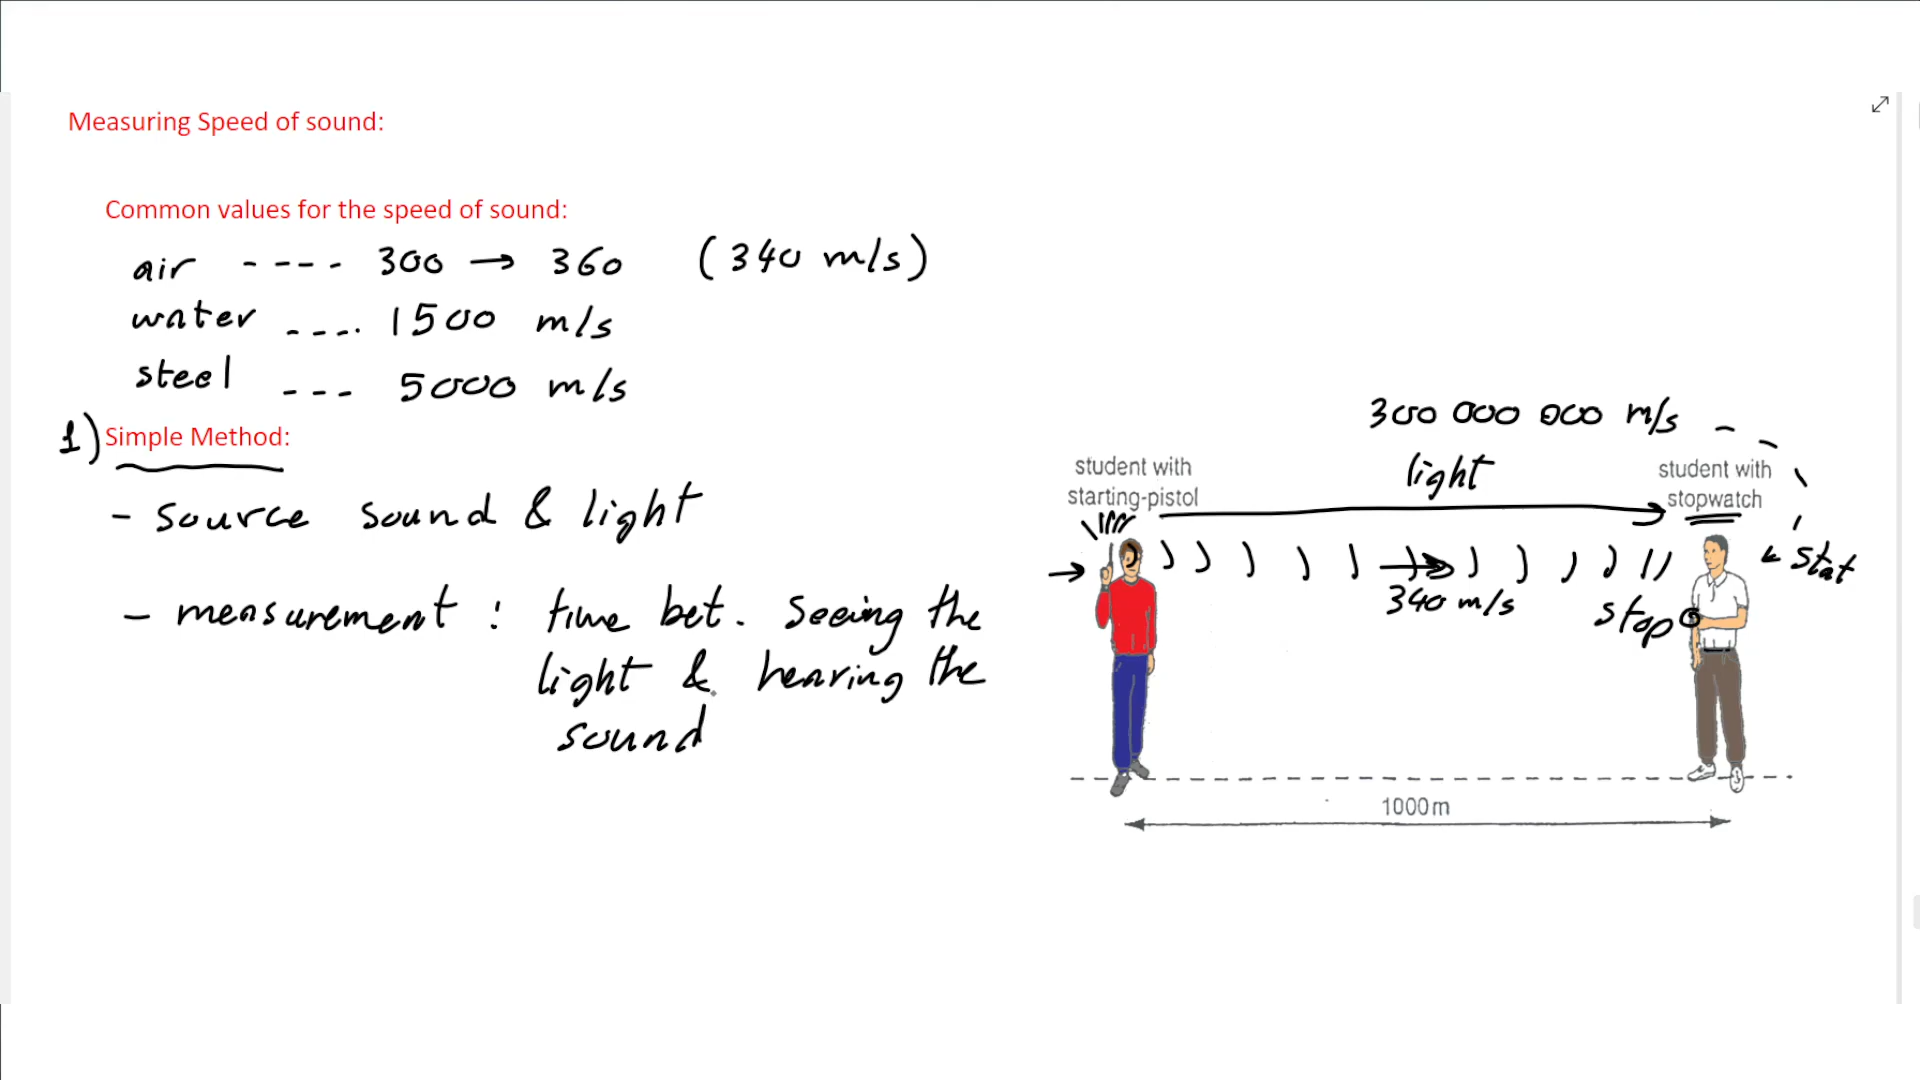 Measuring Speed of sound:
Common values for the speed of sound:
air ---- 300 → 360 (340 m/s)
water ---. 1500 m/s
steel --- 5000 m/s
1) Simple Method:
- source sound & light
- measurement : time bet. seeing the
light & hearing the
sound
300 000 000 m/s
light
student with
starting-pistol
student with
stopwatch
stat
340 m/s
stop
1000m